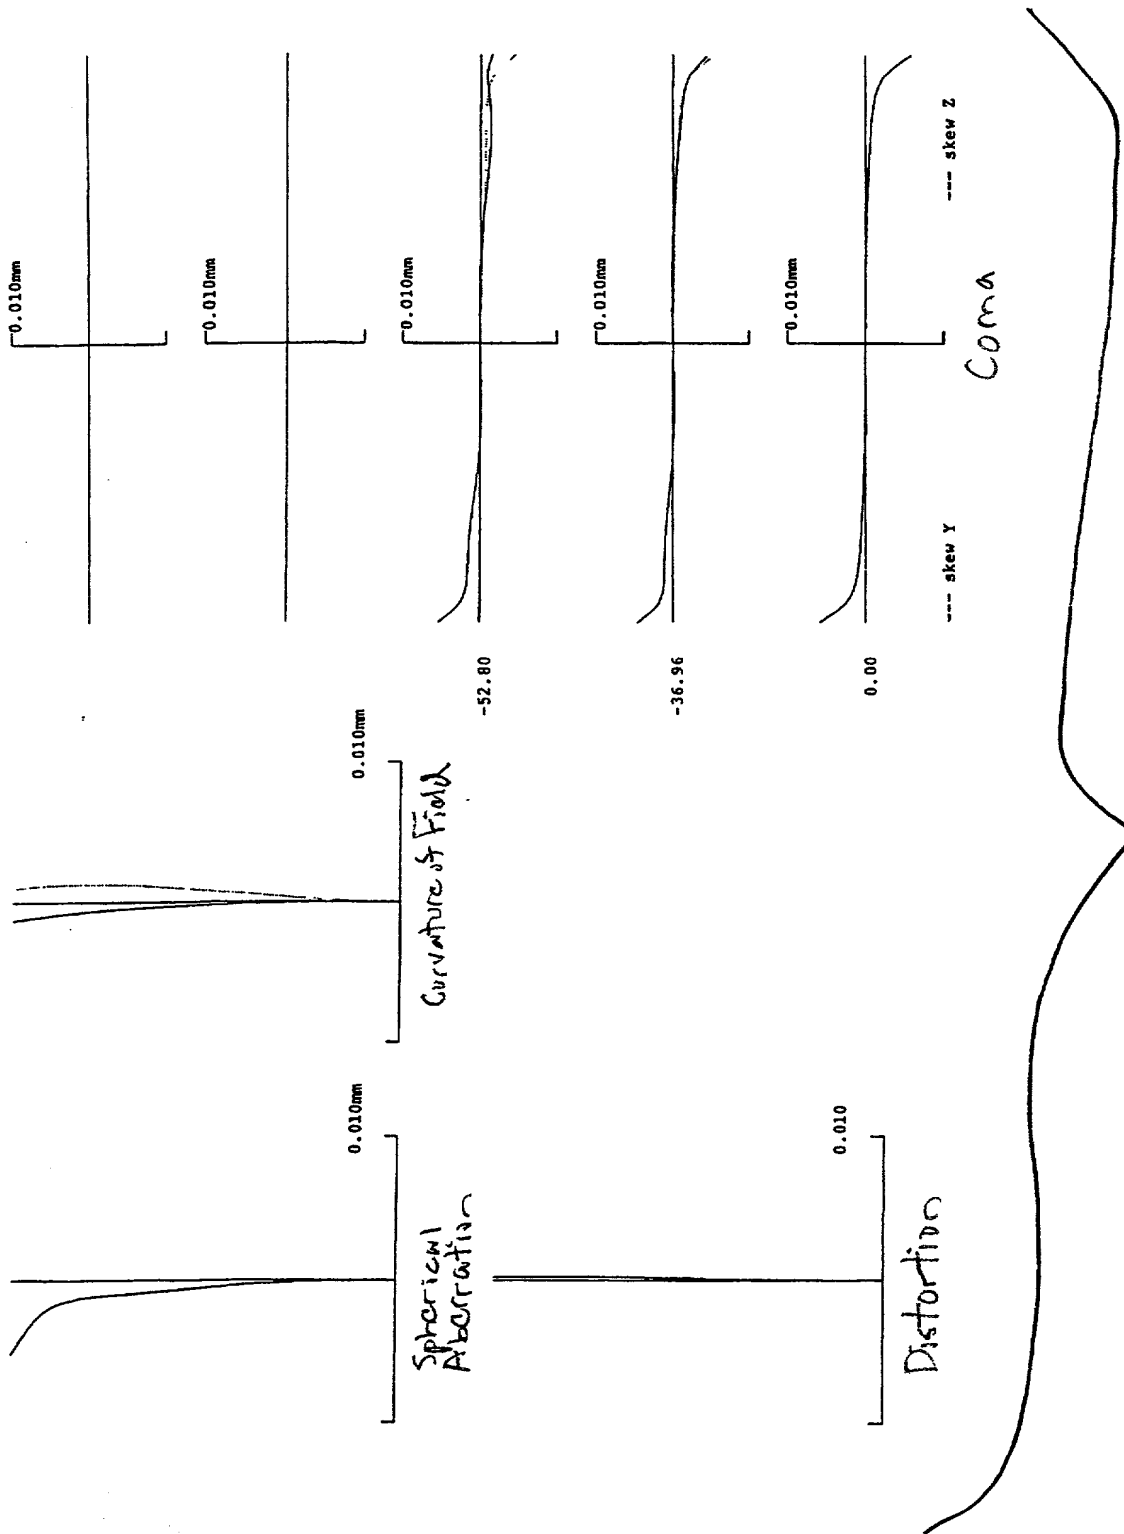 0.010mm
Spherical
Aberration
0.010mm
Curvature of Field
0.010
Distortion
0.010mm
0.010mm
-52.80
0.010mm
-36.96
0.010mm
0.00
0.010mm
--- skew Y
--- skew Z
Coma